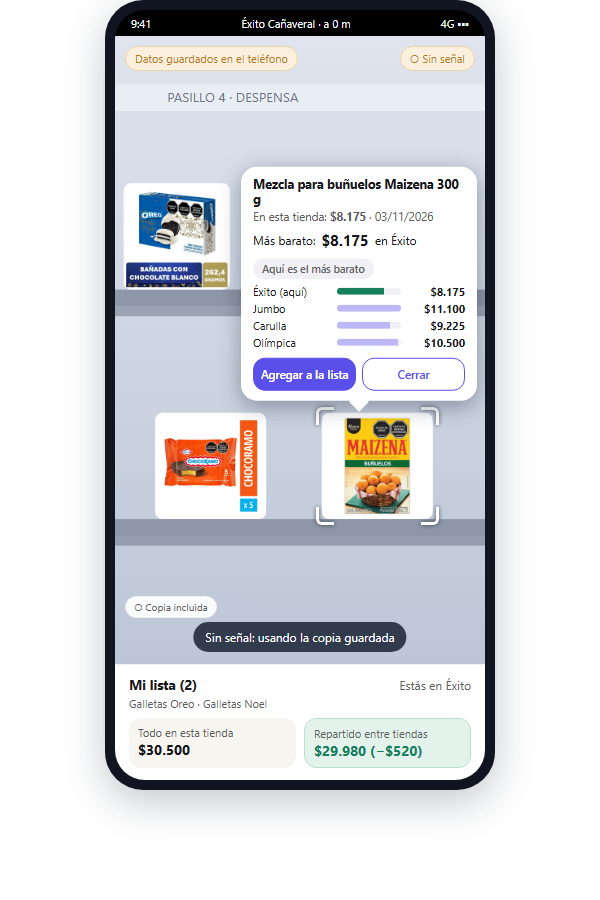 9:41
Éxito Cañaveral · a 0 m
4G
Datos guardados en el teléfono
Sin señal
PASILLO 4 · DESPENSA
OREO
BAÑADAS CON
CHOCOLATE BLANCO
262,4
GRAMOS
Mezcla para buñuelos Maizena 300
g
En esta tienda: $8.175 · 03/11/2026
Más barato: $8.175 en Éxito
Aquí es el más barato
Éxito (aquí) $8.175
Jumbo $11.100
Carulla $9.225
Olímpica $10.500
Agregar a la lista
Cerrar
CHOCORAMO
CHOCORAMO
x 5
MAIZENA
BUÑUELOS
Copia incluida
Sin señal: usando la copia guardada
Mi lista (2)
Estás en Éxito
Galletas Oreo · Galletas Noel
Todo en esta tienda
$30.500
Repartido entre tiendas
$29.980 (−$520)